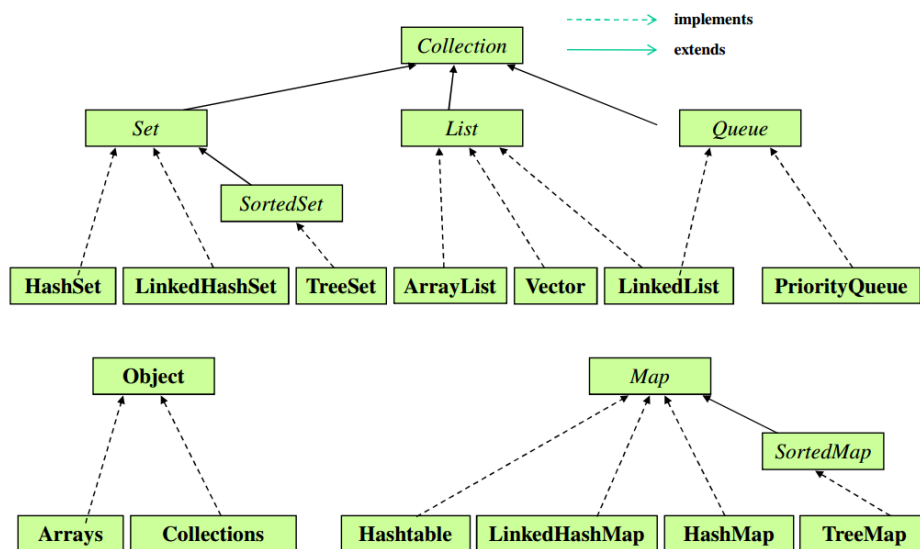 implements
extends
Collection
Set
List
Queue
SortedSet
HashSet
LinkedHashSet
TreeSet
ArrayList
Vector
LinkedList
PriorityQueue
Object
Map
SortedMap
Arrays
Collections
Hashtable
LinkedHashMap
HashMap
TreeMap